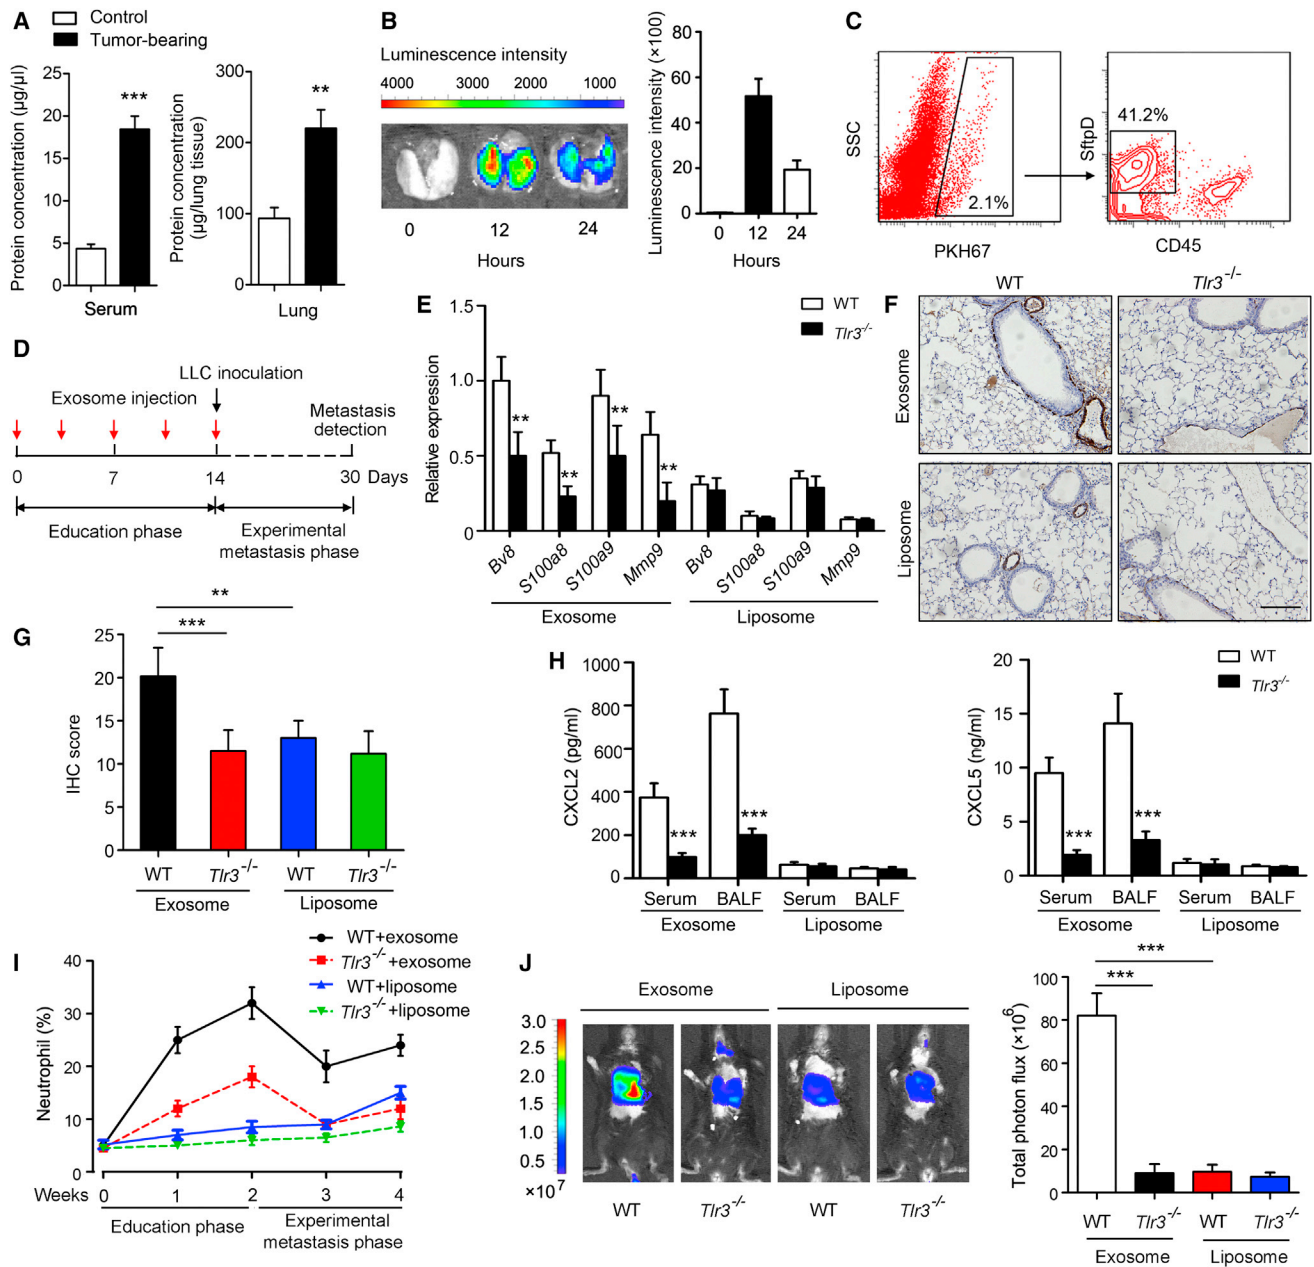 A
Control
Tumor-bearing
Protein concentration (µg/µl)
25
20
15
10
5
0
***
Serum
Protein concentration
(µg/lung tissue)
300
200
100
0
**
Lung
B
Luminescence intensity
4000 3000 2000 1000
0 12 24
Hours
Luminescence intensity (×100)
80
60
40
20
0
0 12 24
Hours
C
SSC
2.1%
PKH67
SftpD
41.2%
CD45
D
LLC inoculation
Exosome injection
Metastasis
detection
0 7 14 30 Days
Education phase
Experimental
metastasis phase
E
WT
Tlr3-/-
Relative expression
1.5
1.0
0.5
0
** ** ** **
Bv8 S100a8 S100a9 Mmp9 Bv8 S100a8 S100a9 Mmp9
Exosome Liposome
F
WT Tlr3-/-
Exosome
Liposome
G
**
***
IHC score
25
20
15
10
5
0
WT Tlr3-/- WT Tlr3-/-
Exosome Liposome
H
CXCL2 (pg/ml)
1000
800
600
400
200
0
*** ***
Serum BALF Serum BALF
Exosome Liposome
WT
Tlr3-/-
CXCL5 (ng/ml)
20
15
10
5
0
*** ***
Serum BALF Serum BALF
Exosome Liposome
I
WT+exosome
Tlr3-/-+exosome
WT+liposome
Tlr3-/-+liposome
Neutrophil (%)
40
30
20
10
0
Weeks 0 1 2 3 4
Education phase
Experimental
metastasis phase
J
Exosome Liposome
3.0
2.5
2.0
1.5
1.0
0.5
×10⁷
WT Tlr3-/- WT Tlr3-/-
***
***
Total photon flux (×10⁶)
100
80
60
40
20
0
WT Tlr3-/- WT Tlr3-/-
Exosome Liposome